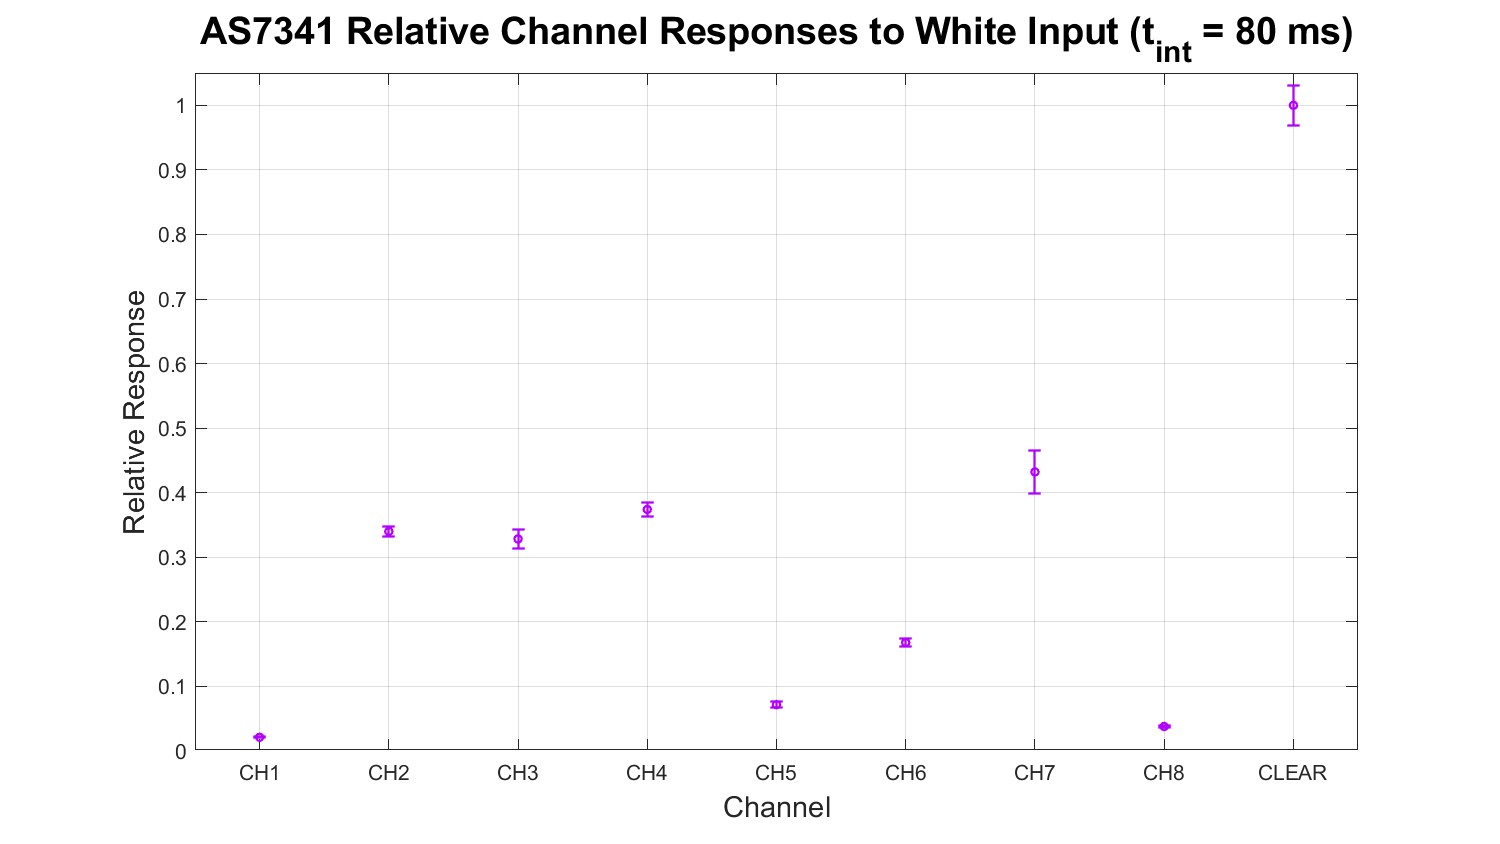 AS7341 Relative Channel Responses to White Input (t_int = 80 ms)
1
0.9
0.8
0.7
0.6
0.5
0.4
0.3
0.2
0.1
0
Relative Response
CH1 CH2 CH3 CH4 CH5 CH6 CH7 CH8 CLEAR
Channel